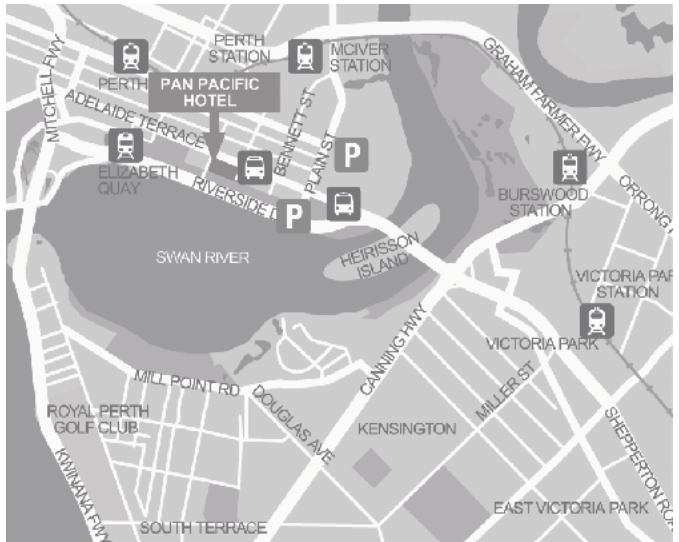 PERTH
STATION
MCIVER
STATION
PERTH
PAN PACIFIC
HOTEL
MITCHELL FWY
GRAHAM FARMER FWY
ADELAIDE TERRACE
BENNETT ST
PLAIN ST
P
ELIZABETH
QUAY
RIVERSIDE D
P
BURSWOOD
STATION
ORRONG
SWAN RIVER
HEIRISSON
ISLAND
VICTORIA PAR
STATION
CANNING HWY
VICTORIA PARK
MILL POINT RD
DOUGLAS AVE
MILLER ST
ROYAL PERTH
GOLF CLUB
KENSINGTON
SHEPPERTON ROA
KWINANA FWY
EAST VICTORIA PARK
SOUTH TERRACE